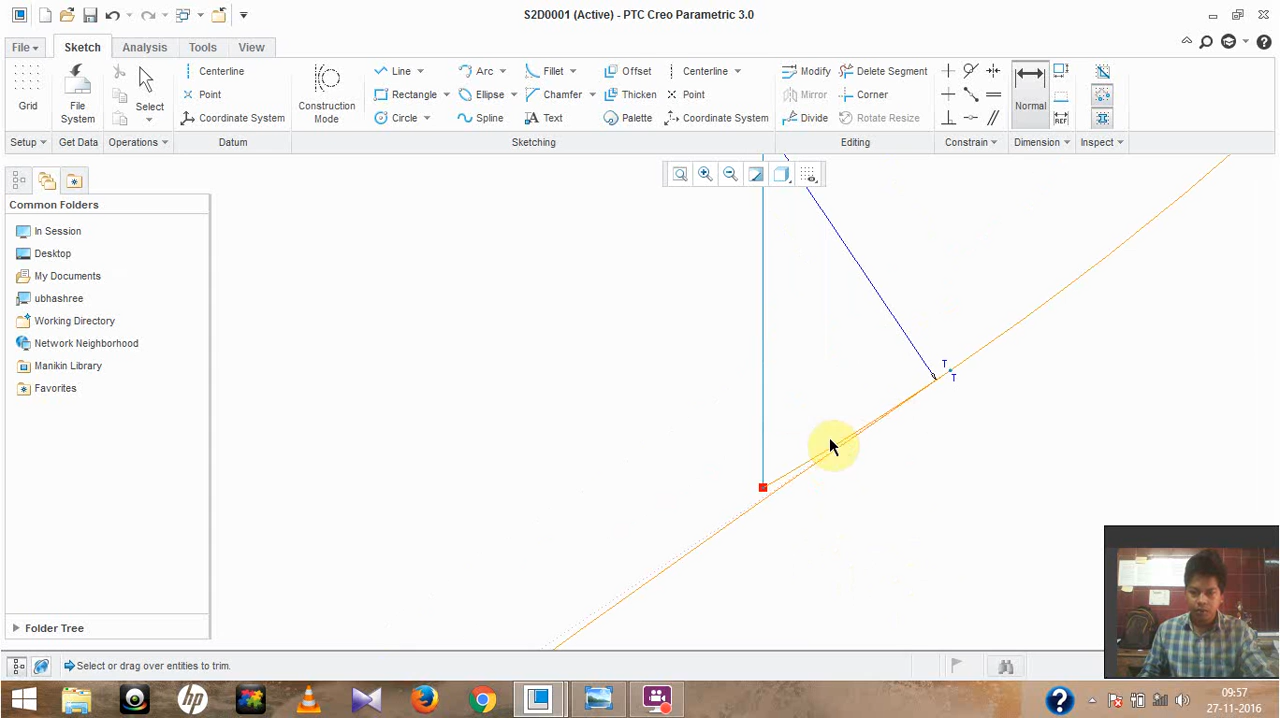 S2D0001 (Active) - PTC Creo Parametric 3.0
File
Sketch
Analysis
Tools
View
Grid
File System
Select
Centerline
Point
Coordinate System
Construction Mode
Line
Rectangle
Circle
Arc
Ellipse
Spline
Fillet
Chamfer
Text
Offset
Thicken
Palette
Centerline
Point
Coordinate System
Modify
Mirror
Divide
Delete Segment
Corner
Rotate Resize
Normal
REF
Setup
Get Data
Operations
Datum
Sketching
Editing
Constrain
Dimension
Inspect
Common Folders
In Session
Desktop
My Documents
ubhashree
Working Directory
Network Neighborhood
Manikin Library
Favorites
T
T
Folder Tree
Select or drag over entities to trim.
hp
09:57
27-11-2016